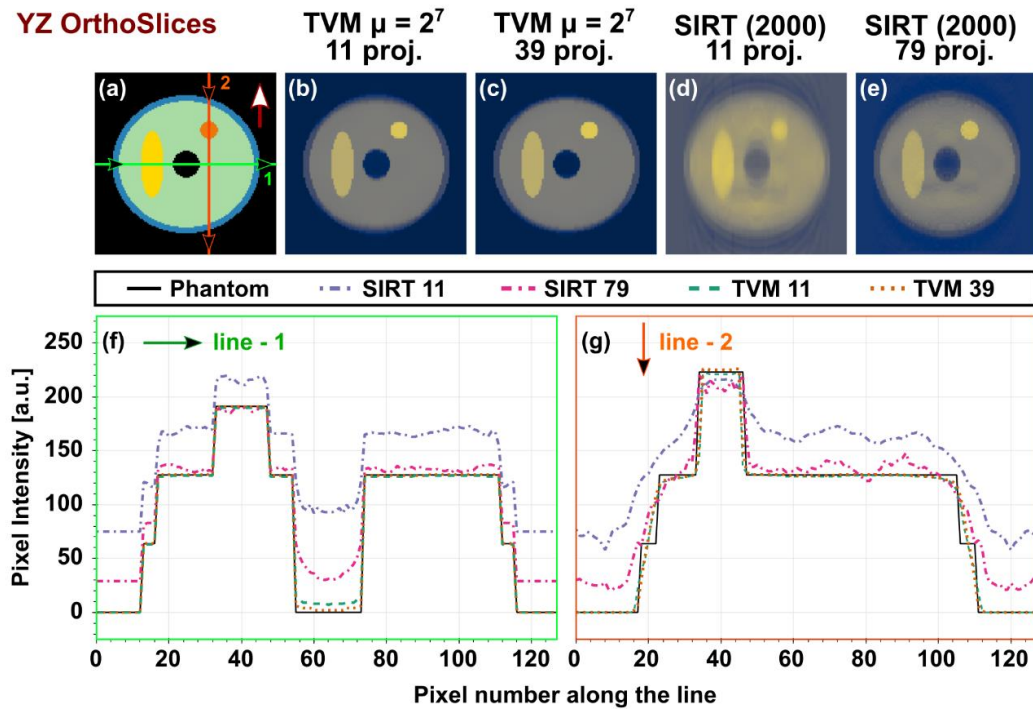 YZ OrthoSlices
TVM μ = 2⁷
11 proj.
TVM μ = 2⁷
39 proj.
SIRT (2000)
11 proj.
SIRT (2000)
79 proj.
(a)
2
1
(b)
(c)
(d)
(e)
Phantom
SIRT 11
SIRT 79
TVM 11
TVM 39
(f)
line - 1
(g)
line - 2
Pixel Intensity [a.u.]
250
200
150
100
50
0
0 20 40 60 80 100 120
0 20 40 60 80 100 120
Pixel number along the line